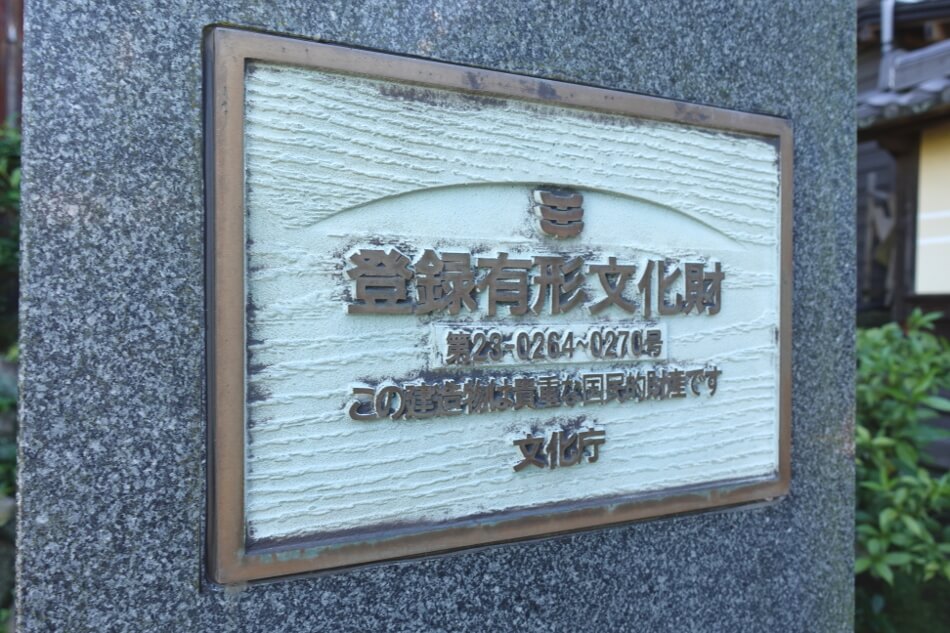 登録有形文化財
第23-0264~0270号
この建造物は貴重な国民的財産です
文化庁